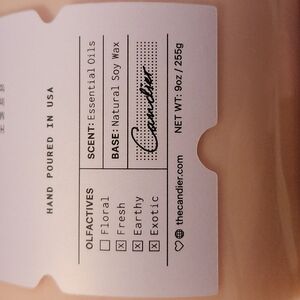 HAND POURED IN USA
SCENT: Essential Oils
BASE: Natural Soy Wax
Candier
NET WT: 9oz / 255g
OLFACTIVES
Floral
Fresh
Earthy
Exotic
thecandier.com